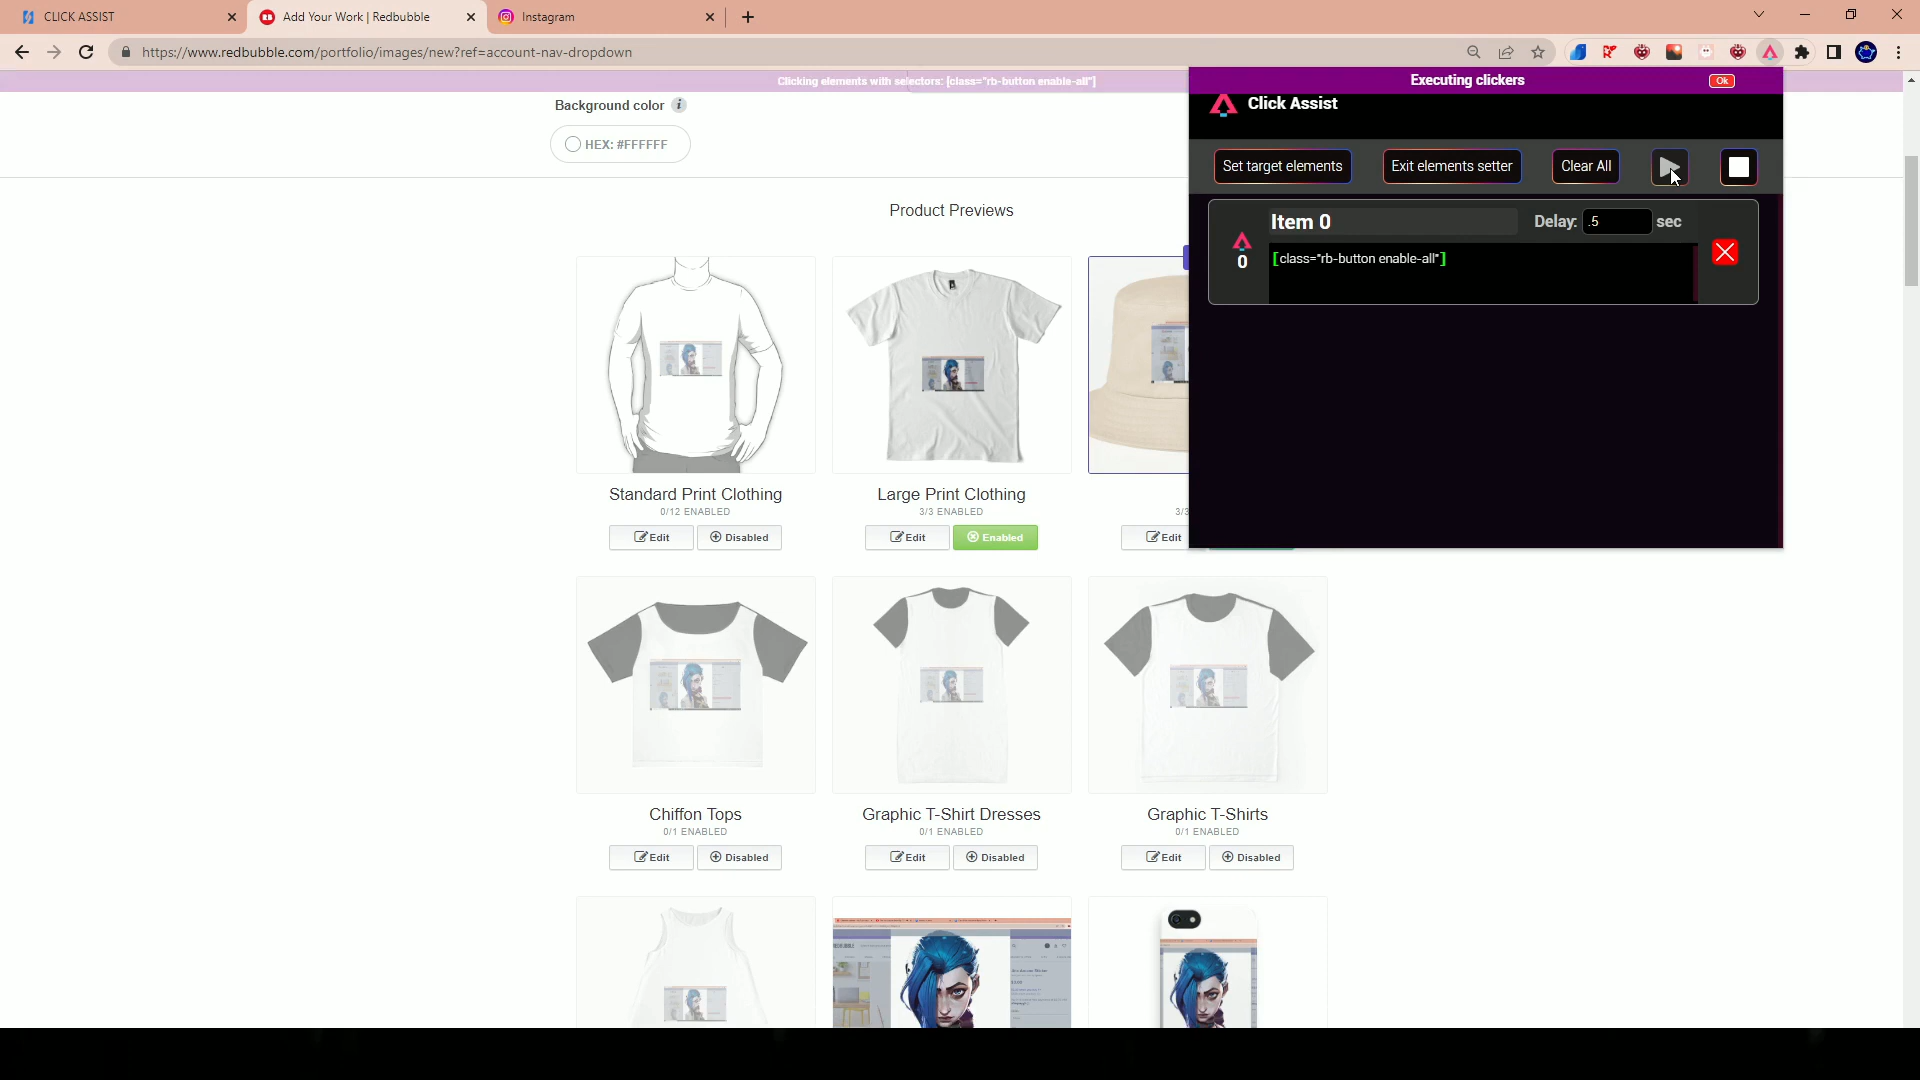 CLICK ASSIST
Add Your Work | Redbubble
Instagram
https://www.redbubble.com/portfolio/images/new?ref=account-nav-dropdown
Clicking elements with selectors: [class="rb-button enable-all"]
Executing clickers
Ok
Click Assist
Background color
HEX: #FFFFFF
Set target elements
Exit elements setter
Clear All
Item 0
Delay: .5 sec
0
[class="rb-button enable-all"]
Product Previews
Standard Print Clothing
0/12 ENABLED
Edit
Disabled
Large Print Clothing
3/3 ENABLED
Edit
Enabled
3/3
Edit
Chiffon Tops
0/1 ENABLED
Edit
Disabled
Graphic T-Shirt Dresses
0/1 ENABLED
Edit
Disabled
Graphic T-Shirts
0/1 ENABLED
Edit
Disabled